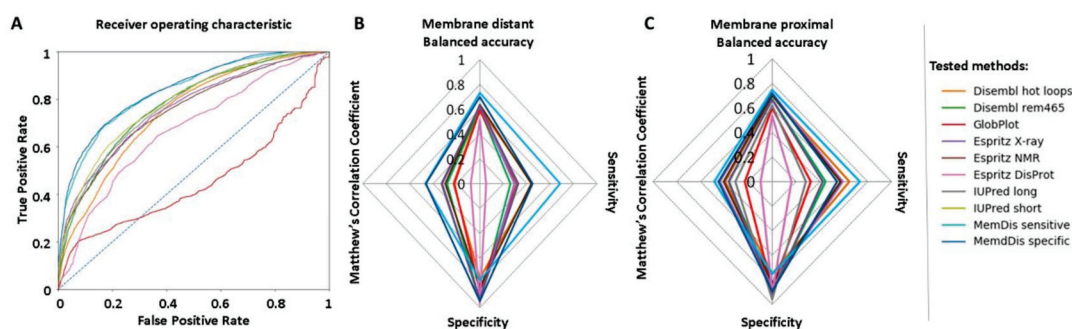 A
Receiver operating characteristic
1
0.8
0.6
0.4
0.2
0
0
0.2
0.4
0.6
0.8
1
True Positive Rate
False Positive Rate
B
Membrane distant
Balanced accuracy
1
0.8
0.6
0.4
0.2
0
Matthew's Correlation Coefficient
Sensitivity
Specificity
C
Membrane proximal
Balanced accuracy
1
0.8
0.6
0.4
0.2
0
Matthew's Correlation Coefficient
Sensitivity
Specificity
Tested methods:
Disembl hot loops
Disembl rem465
GlobPlot
Espritz X-ray
Espritz NMR
Espritz DisProt
IUPred long
IUPred short
MemDis sensitive
MemdDis specific